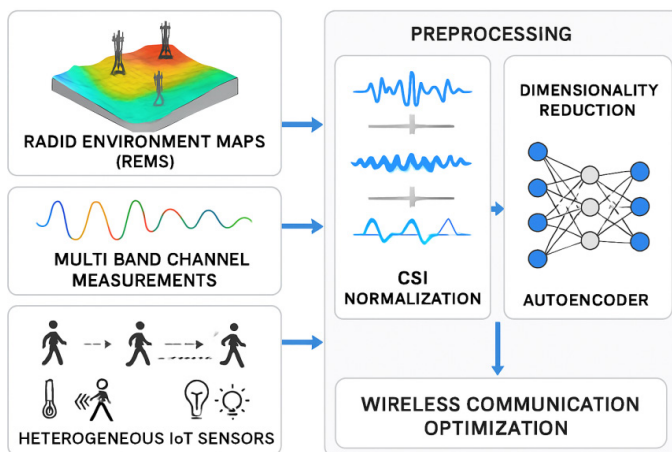 RADID ENVIRONMENT MAPS
(REMS)
MULTI BAND CHANNEL
MEASUREMENTS
HETEROGENEOUS IoT SENSORS
PREPROCESSING
CSI
NORMALIZATION
DIMENSIONALITY
REDUCTION
AUTOENCODER
WIRELESS COMMUNICATION
OPTIMIZATION